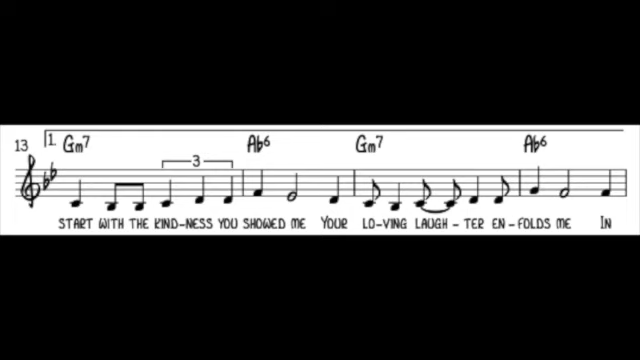 13 1. Gm7 Ab6 Gm7 Ab6
3
START WITH THE KIND-NESS YOU SHOWED ME YOUR LO-VING LAUGH-TER EN-FOLDS ME IN